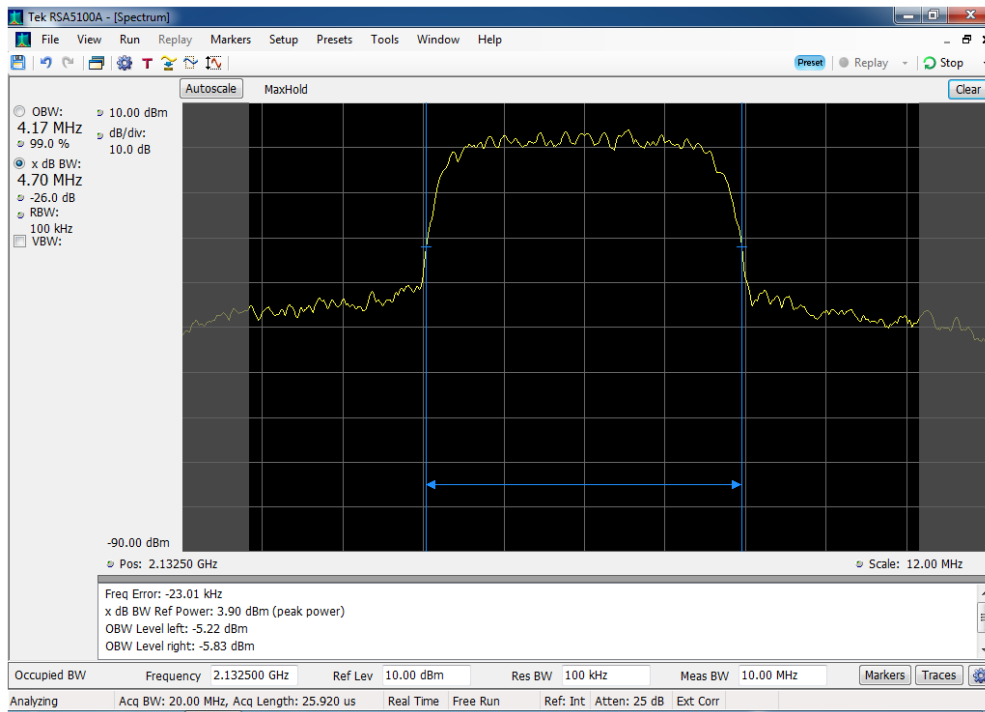 Tek RSA5100A - [Spectrum]
File View Run Replay Markers Setup Presets Tools Window Help
T Preset Replay Stop
Autoscale MaxHold Clear
OBW:
4.17 MHz
99.0 %
x dB BW:
4.70 MHz
-26.0 dB
RBW:
100 kHz
VBW:
10.00 dBm
dB/div:
10.0 dB
-90.00 dBm
Pos: 2.13250 GHz Scale: 12.00 MHz
Freq Error: -23.01 kHz
x dB BW Ref Power: 3.90 dBm (peak power)
OBW Level left: -5.22 dBm
OBW Level right: -5.83 dBm
Occupied BW Frequency 2.132500 GHz Ref Lev 10.00 dBm Res BW 100 kHz Meas BW 10.00 MHz Markers Traces
Analyzing Acq BW: 20.00 MHz, Acq Length: 25.920 us Real Time Free Run Ref: Int Atten: 25 dB Ext Corr